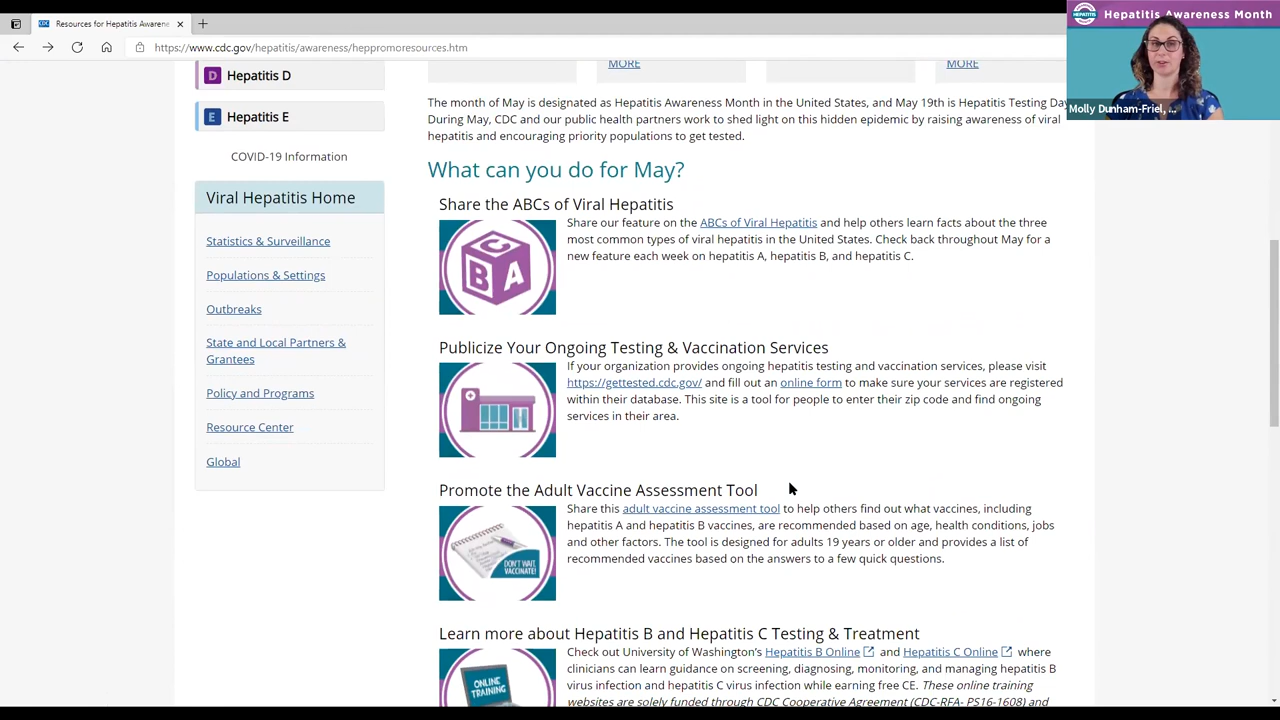 Resources for Hepatitis Awaren
https://www.cdc.gov/hepatitis/awareness/heppromoresources.htm
HEPATITIS
Hepatitis Awareness Month
Molly Dunham-Friel, ...
D Hepatitis D
E Hepatitis E
COVID-19 Information
Viral Hepatitis Home
Statistics & Surveillance
Populations & Settings
Outbreaks
State and Local Partners &
Grantees
Policy and Programs
Resource Center
Global
MORE
MORE
The month of May is designated as Hepatitis Awareness Month in the United States, and May 19th is Hepatitis Testing Day
During May, CDC and our public health partners work to shed light on this hidden epidemic by raising awareness of viral
hepatitis and encouraging priority populations to get tested.
What can you do for May?
Share the ABCs of Viral Hepatitis
C
B A
Share our feature on the ABCs of Viral Hepatitis and help others learn facts about the three
most common types of viral hepatitis in the United States. Check back throughout May for a
new feature each week on hepatitis A, hepatitis B, and hepatitis C.
Publicize Your Ongoing Testing & Vaccination Services
If your organization provides ongoing hepatitis testing and vaccination services, please visit
https://gettested.cdc.gov/ and fill out an online form to make sure your services are registered
within their database. This site is a tool for people to enter their zip code and find ongoing
services in their area.
Promote the Adult Vaccine Assessment Tool
DON'T WAIT,
VACCINATE!
Share this adult vaccine assessment tool to help others find out what vaccines, including
hepatitis A and hepatitis B vaccines, are recommended based on age, health conditions, jobs
and other factors. The tool is designed for adults 19 years or older and provides a list of
recommended vaccines based on the answers to a few quick questions.
Learn more about Hepatitis B and Hepatitis C Testing & Treatment
ONLINE
TRAINING
Check out University of Washington's Hepatitis B Online and Hepatitis C Online where
clinicians can learn guidance on screening, diagnosing, monitoring, and managing hepatitis B
virus infection and hepatitis C virus infection while earning free CE. These online training
websites are solely funded through CDC Cooperative Agreement (CDC-RFA- PS16-1608) and